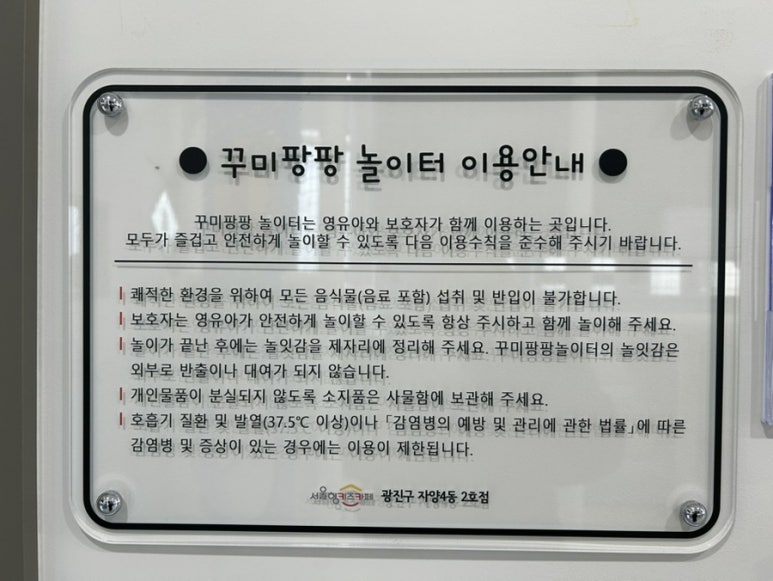 ● 꾸미팡팡 놀이터 이용안내 ●
꾸미팡팡 놀이터는 영유아와 보호자가 함께 이용하는 곳입니다.
모두가 즐겁고 안전하게 놀이할 수 있도록 다음 이용수칙을 준수해 주시기 바랍니다.
쾌적한 환경을 위하여 모든 음식물(음료 포함) 섭취 및 반입이 불가합니다.
보호자는 영유아가 안전하게 놀이할 수 있도록 항상 주시하고 함께 놀이해 주세요.
놀이가 끝난 후에는 놀잇감을 제자리에 정리해 주세요. 꾸미팡팡놀이터의 놀잇감은
외부로 반출이나 대여가 되지 않습니다.
개인물품이 분실되지 않도록 소지품은 사물함에 보관해 주세요.
호흡기 질환 및 발열(37.5℃ 이상)이나 「감염병의 예방 및 관리에 관한 법률」에 따른
감염병 및 증상이 있는 경우에는 이용이 제한됩니다.
서울형키즈카페 광진구 자양4동 2호점